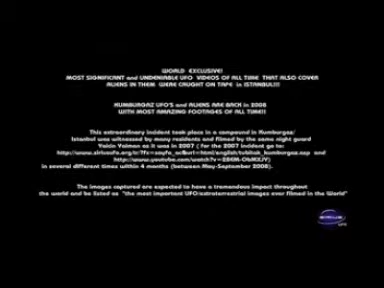 WORLD EXCLUSIVE!
MOST SIGNIFICANT and UNDENIABLE UFO VIDEOS OF ALL TIME THAT ALSO COVER
ALIENS IN THEM WERE CAUGHT ON TAPE in ISTANBUL!!!
KUMBURGAZ UFO'S and ALIENS ARE BACK in 2008
WITH MOST AMAZING FOOTAGES OF ALL TIME!!
This extraordinary incident took place in a compound in Kumburgaz/
Istanbul was witnessed by many residents and filmed by the same night guard
Yalcin Yalman as it was in 2007 ( for the 2007 incident go to:
and
in several different times within 4 months (between May-September 2008).
The images captured are expected to have a tremendous impact throughout
the world and be listed as "the most important UFO/extraterrestrial images ever filmed in the World"
SIRIUS
UFO